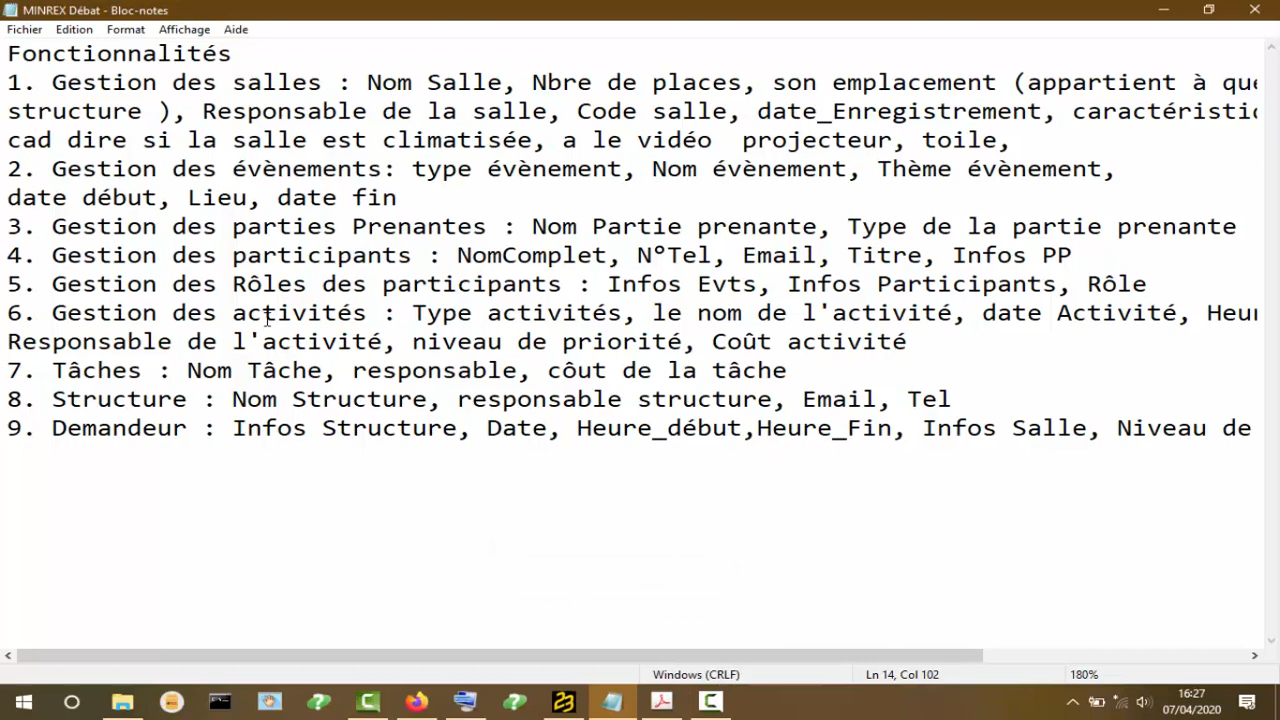 MINREX Débat - Bloc-notes
Fichier Edition Format Affichage Aide
Fonctionnalités
1. Gestion des salles : Nom Salle, Nbre de places, son emplacement (appartient à
structure ), Responsable de la salle, Code salle, date_Enregistrement,
cad dire si la salle est climatisée, a le vidéo projecteur, toile,
2. Gestion des évènements: type évènement, Nom évènement, Thème évènement,
date début, Lieu, date fin
3. Gestion des parties Prenantes : Nom Partie prenante, Type de la partie prenante
4. Gestion des participants : NomComplet, N°Tel, Email, Titre, Infos PP
5. Gestion des Rôles des participants : Infos Evts, Infos Participants, Rôle
6. Gestion des activités : Type activités, le nom de l'activité, date Activité,
Responsable de l'activité, niveau de priorité, Coût activité
7. Tâches : Nom Tâche, responsable, côut de la tâche
8. Structure : Nom Structure, responsable structure, Email, Tel
9. Demandeur : Infos Structure, Date, Heure_début,Heure_Fin, Infos Salle, Niveau de
Windows (CRLF) Ln 14, Col 102 180%
16:27
07/04/2020